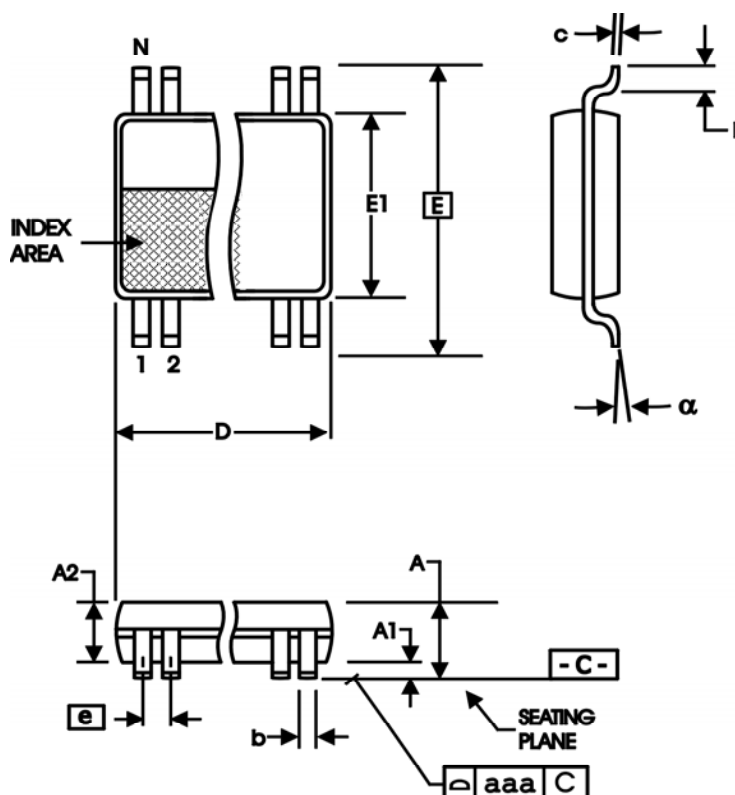 N
c
E1
E
INDEX
AREA
1 2
α
D
A2
A
A1
-C-
e
b
SEATING
PLANE
aaa C